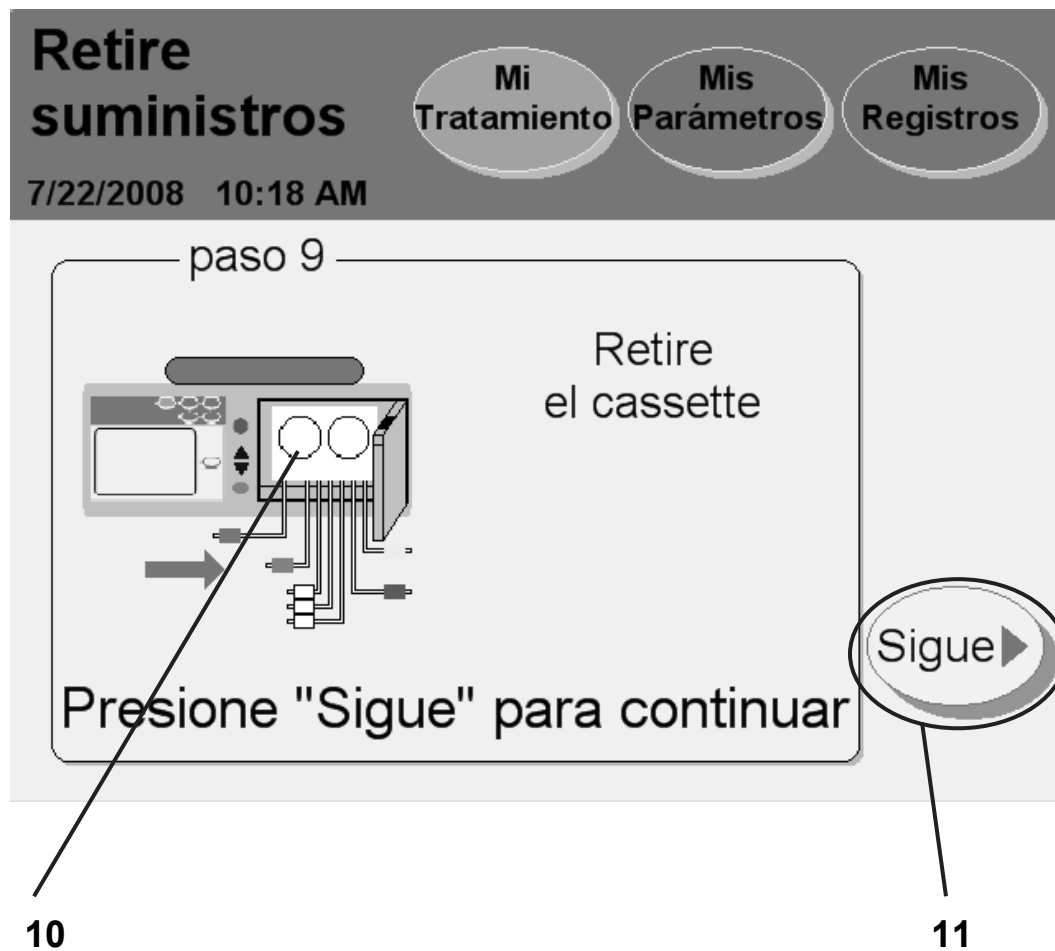 Retire
suministros
7/22/2008 10:18 AM
Mi
Tratamiento
Mis
Parámetros
Mis
Registros
paso 9
Retire
el cassette
Presione "Sigue" para continuar
Sigue
10
11